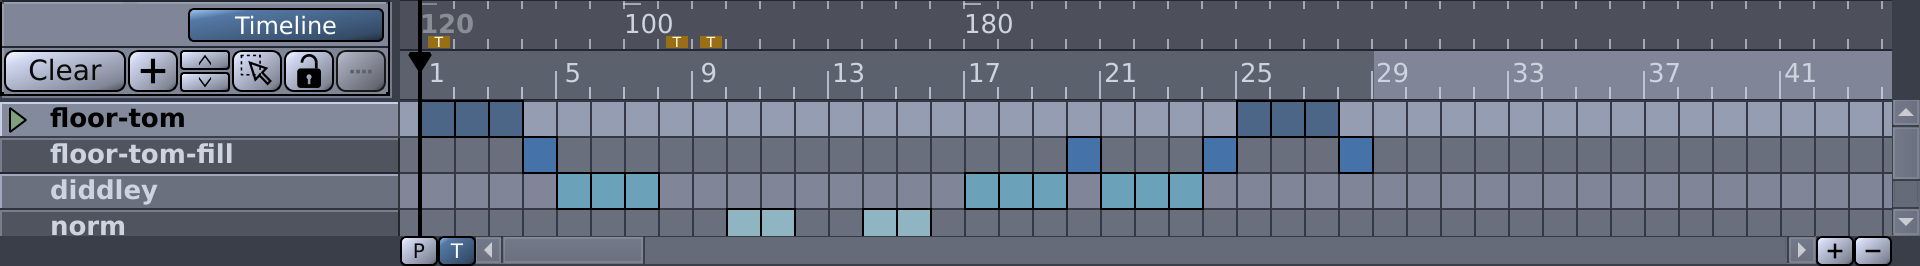 Timeline
120 100 180
T T T
Clear + 1 5 9 13 17 21 25 29 33 37 41
floor-tom
floor-tom-fill
diddley
norm
P T + −